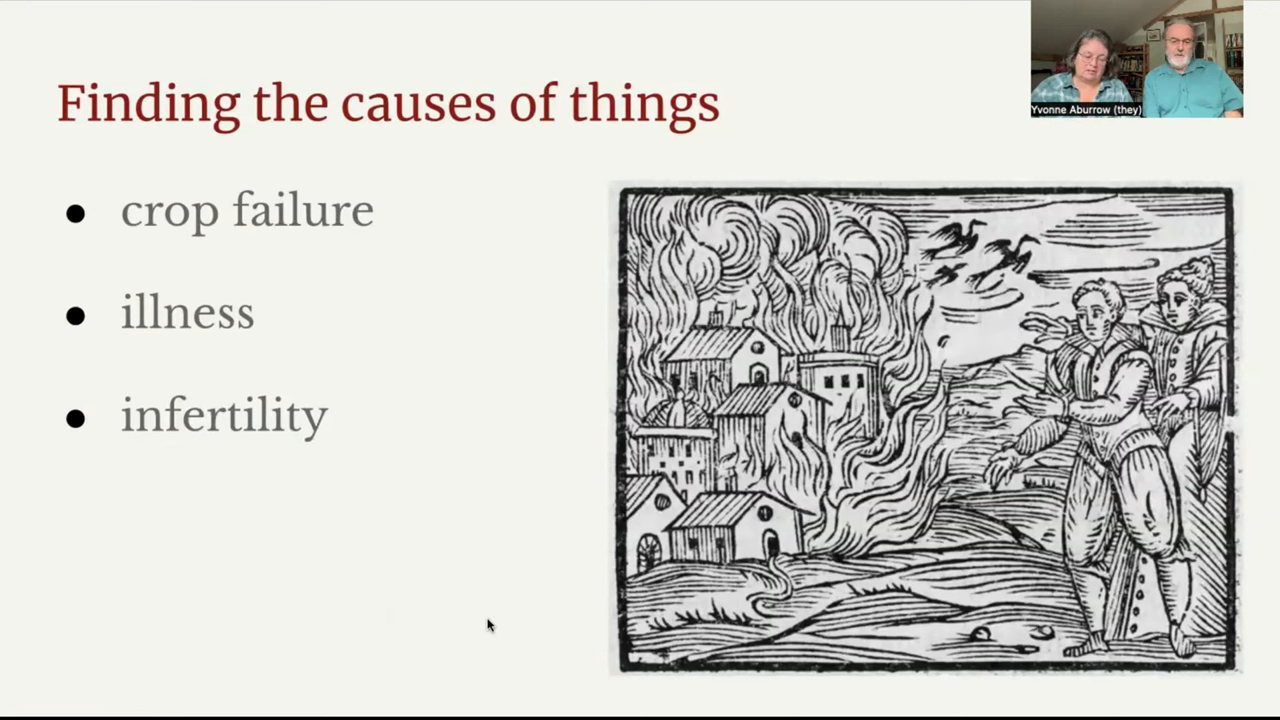 Finding the causes of things
crop failure
illness
infertility
Yvonne Aburrow (they)